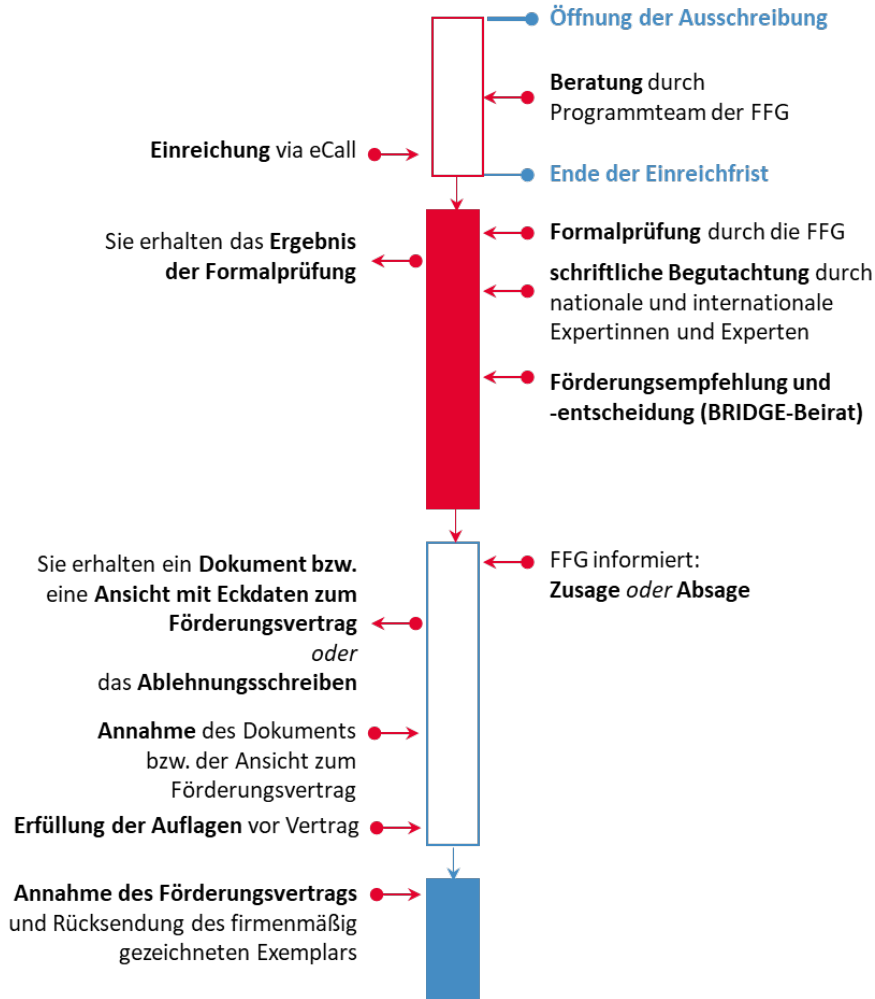 Öffnung der Ausschreibung
Beratung durch
Programmteam der FFG
Einreichung via eCall
Ende der Einreichfrist
Formalprüfung durch die FFG
Sie erhalten das Ergebnis
der Formalprüfung
schriftliche Begutachtung durch
nationale und internationale
Expertinnen und Experten
Förderungsempfehlung und
-entscheidung (BRIDGE-Beirat)
FFG informiert:
Zusage oder Absage
Sie erhalten ein Dokument bzw.
eine Ansicht mit Eckdaten zum
Förderungsvertrag
oder
das Ablehnungsschreiben
Annahme des Dokuments
bzw. der Ansicht zum
Förderungsvertrag
Erfüllung der Auflagen vor Vertrag
Annahme des Förderungsvertrags
und Rücksendung des firmenmäßig
gezeichneten Exemplars